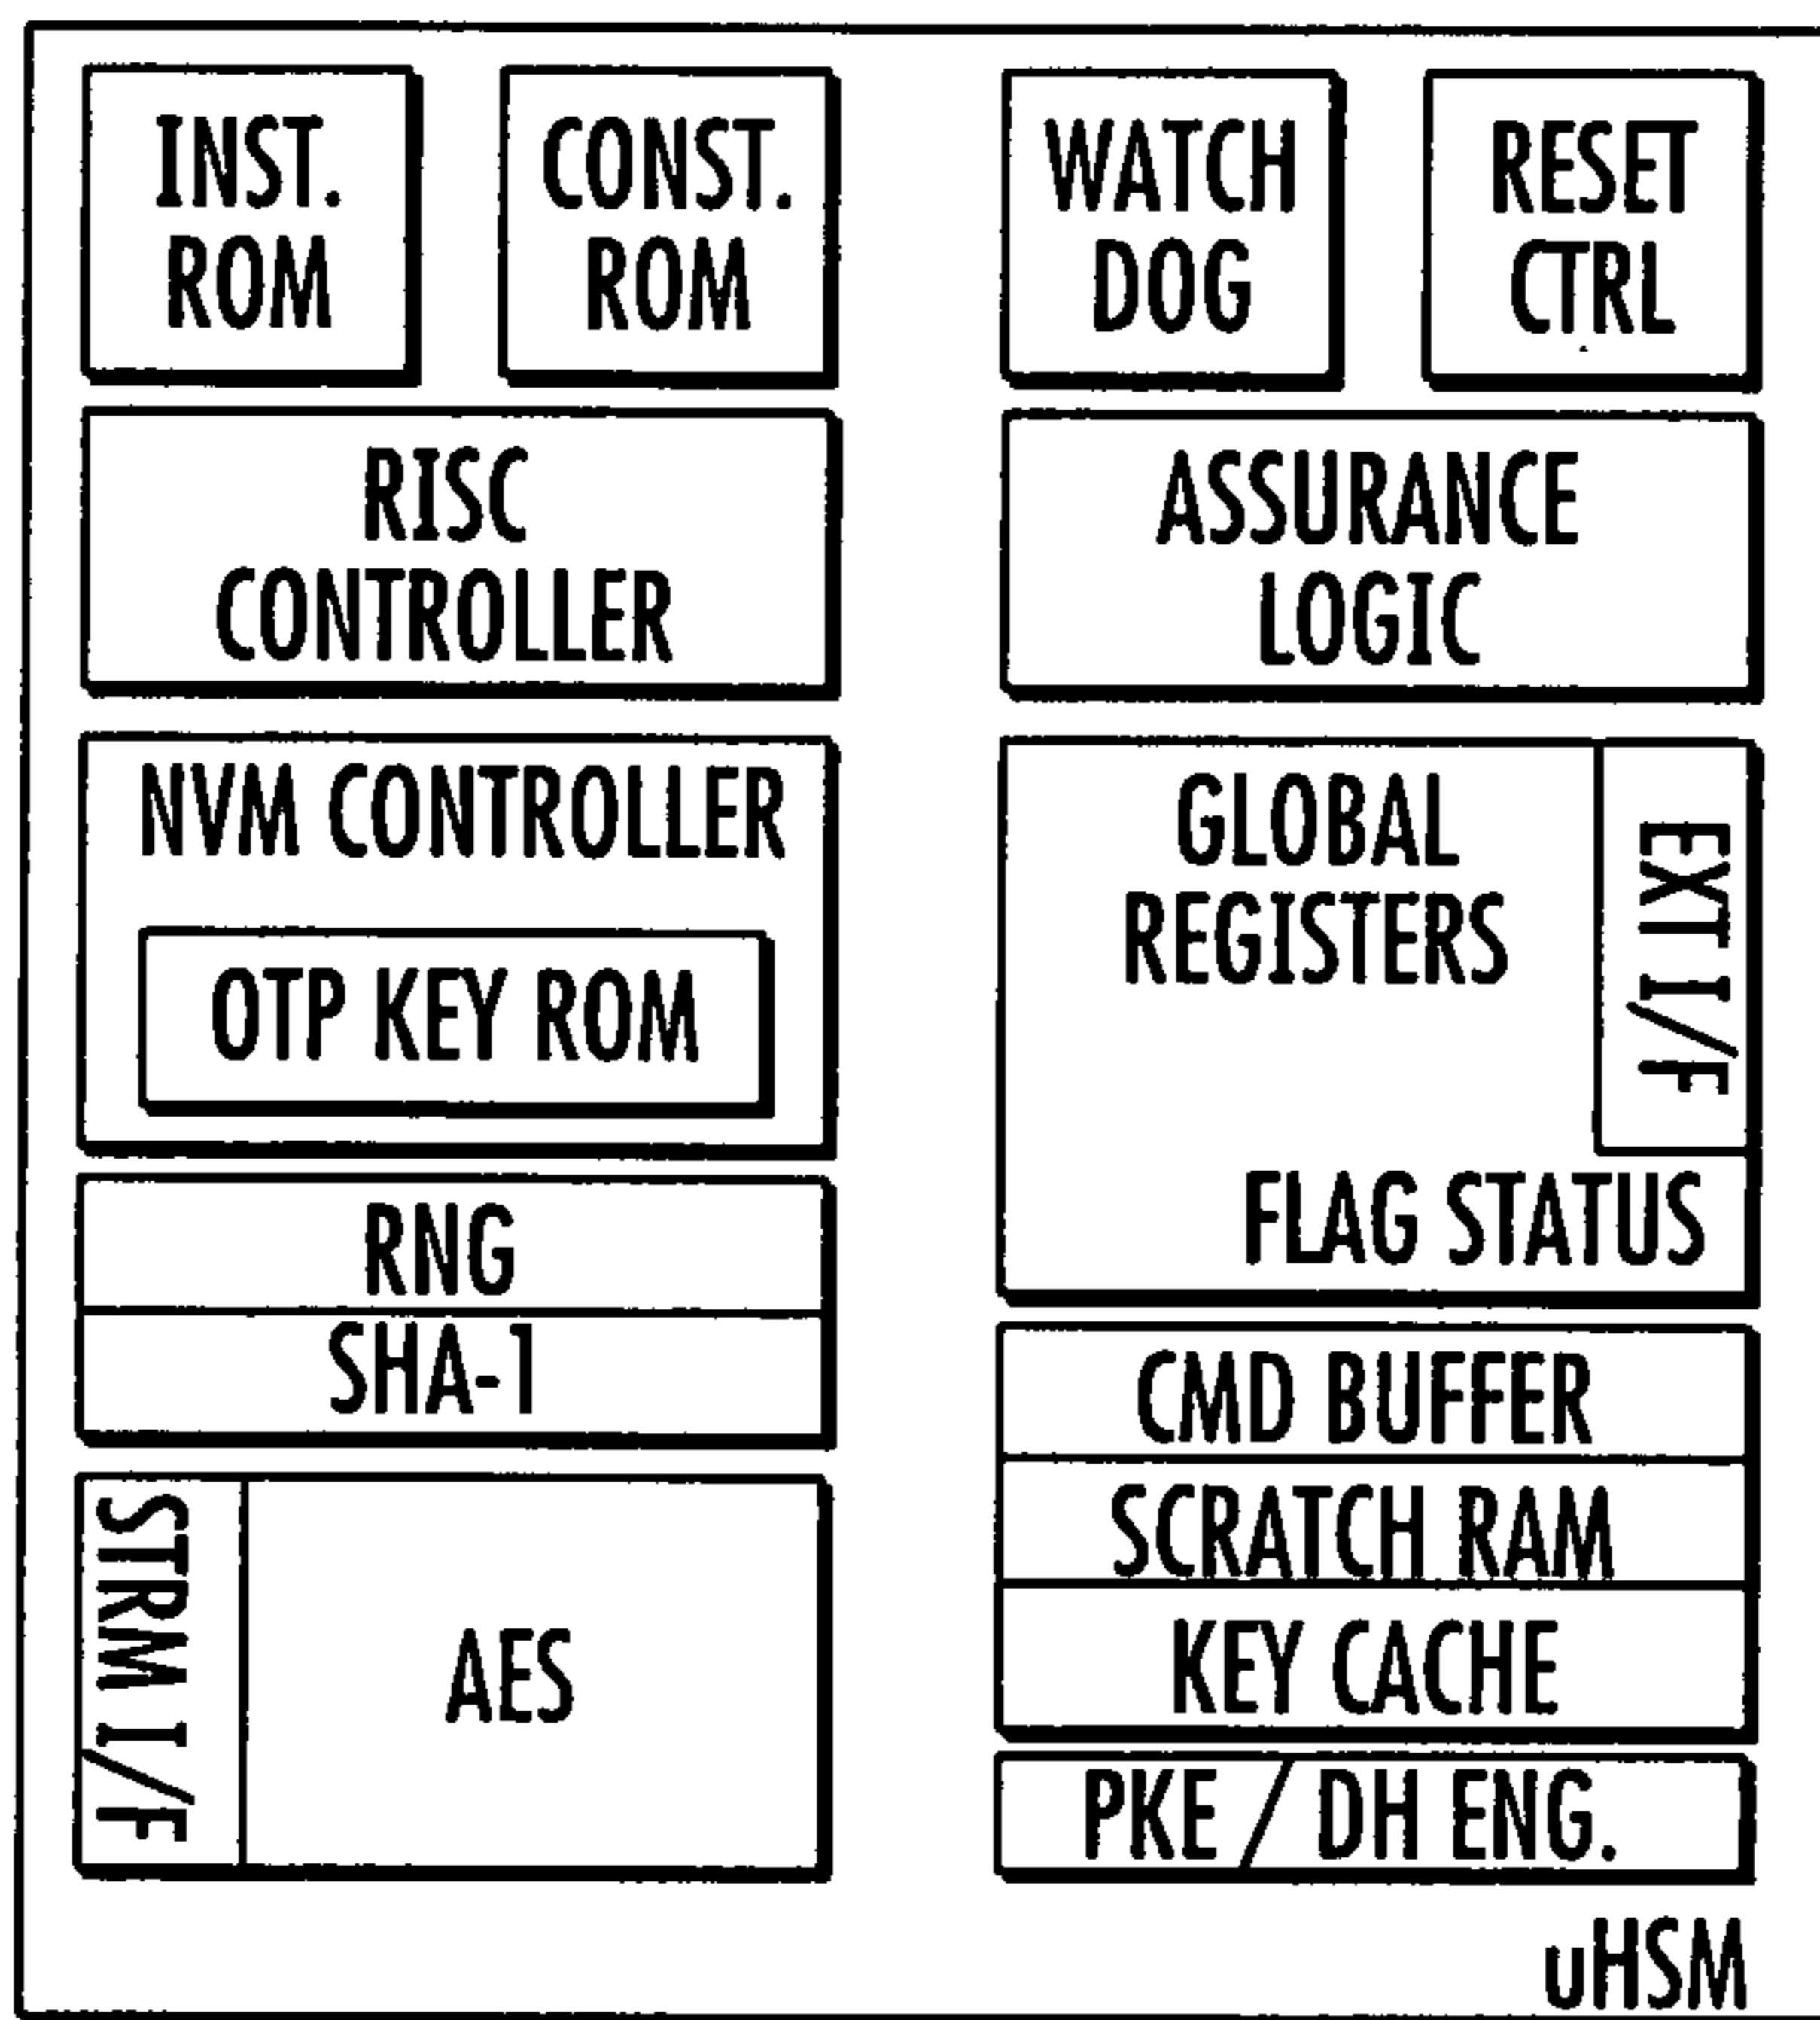 INST.
ROM
CONST.
ROM
WATCH
DOG
RESET
CTRL
RISC
CONTROLLER
ASSURANCE
LOGIC
NVM CONTROLLER
OTP KEY ROM
GLOBAL
REGISTERS
EXT I/F
FLAG STATUS
RNG
SHA-1
STRM I/F
AES
CMD BUFFER
SCRATCH RAM
KEY CACHE
PKE / DH ENG.
uHSM